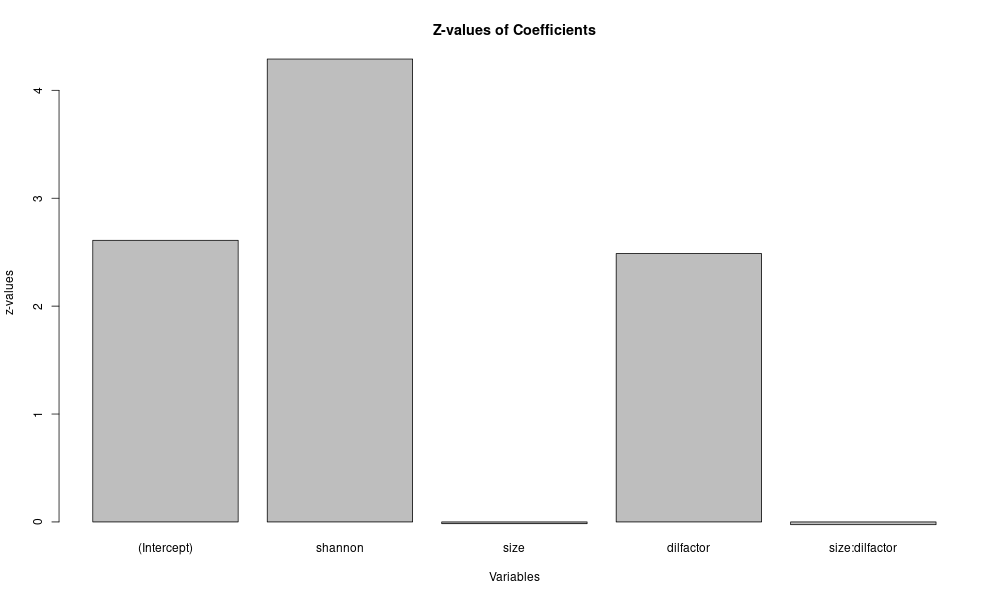 Z-values of Coefficients
4
3
2
1
0
z-values
(Intercept) shannon size dilfactor size:dilfactor
Variables